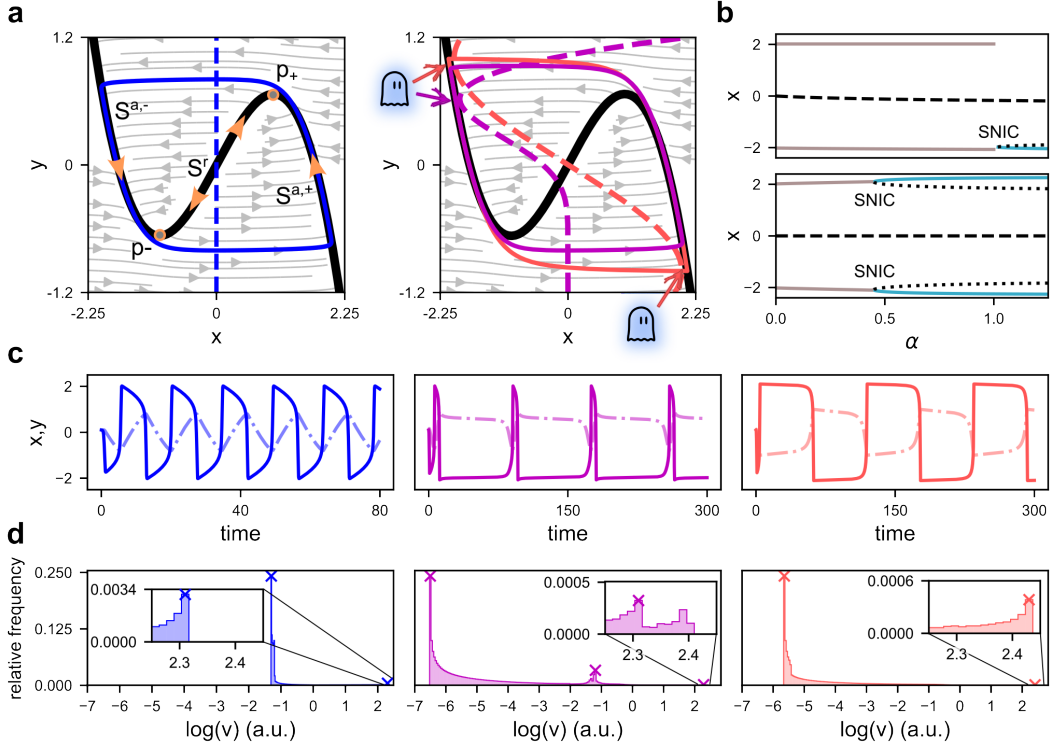 a
b
1.2
0
-1.2
y
-2.25
0
2.25
x
p+
S^a,-
S^r
S^a,+
p-
1.2
0
-1.2
y
-2.25
0
2.25
x
2
0
−2
x
SNIC
2
0
−2
x
SNIC
SNIC
0.0
0.5
1.0
α
c
2
0
−2
x,y
0
40
80
time
0
150
300
time
0
150
300
time
d
0.250
0.125
0.000
relative frequency
0.0034
0.0000
2.3
2.4
−7 −6 −5 −4 −3 −2 −1 0 1 2
log(v) (a.u.)
0.0005
0.0000
2.3
2.4
−7 −6 −5 −4 −3 −2 −1 0 1 2
log(v) (a.u.)
0.0006
0.0000
2.3
2.4
−7 −6 −5 −4 −3 −2 −1 0 1 2
log(v) (a.u.)